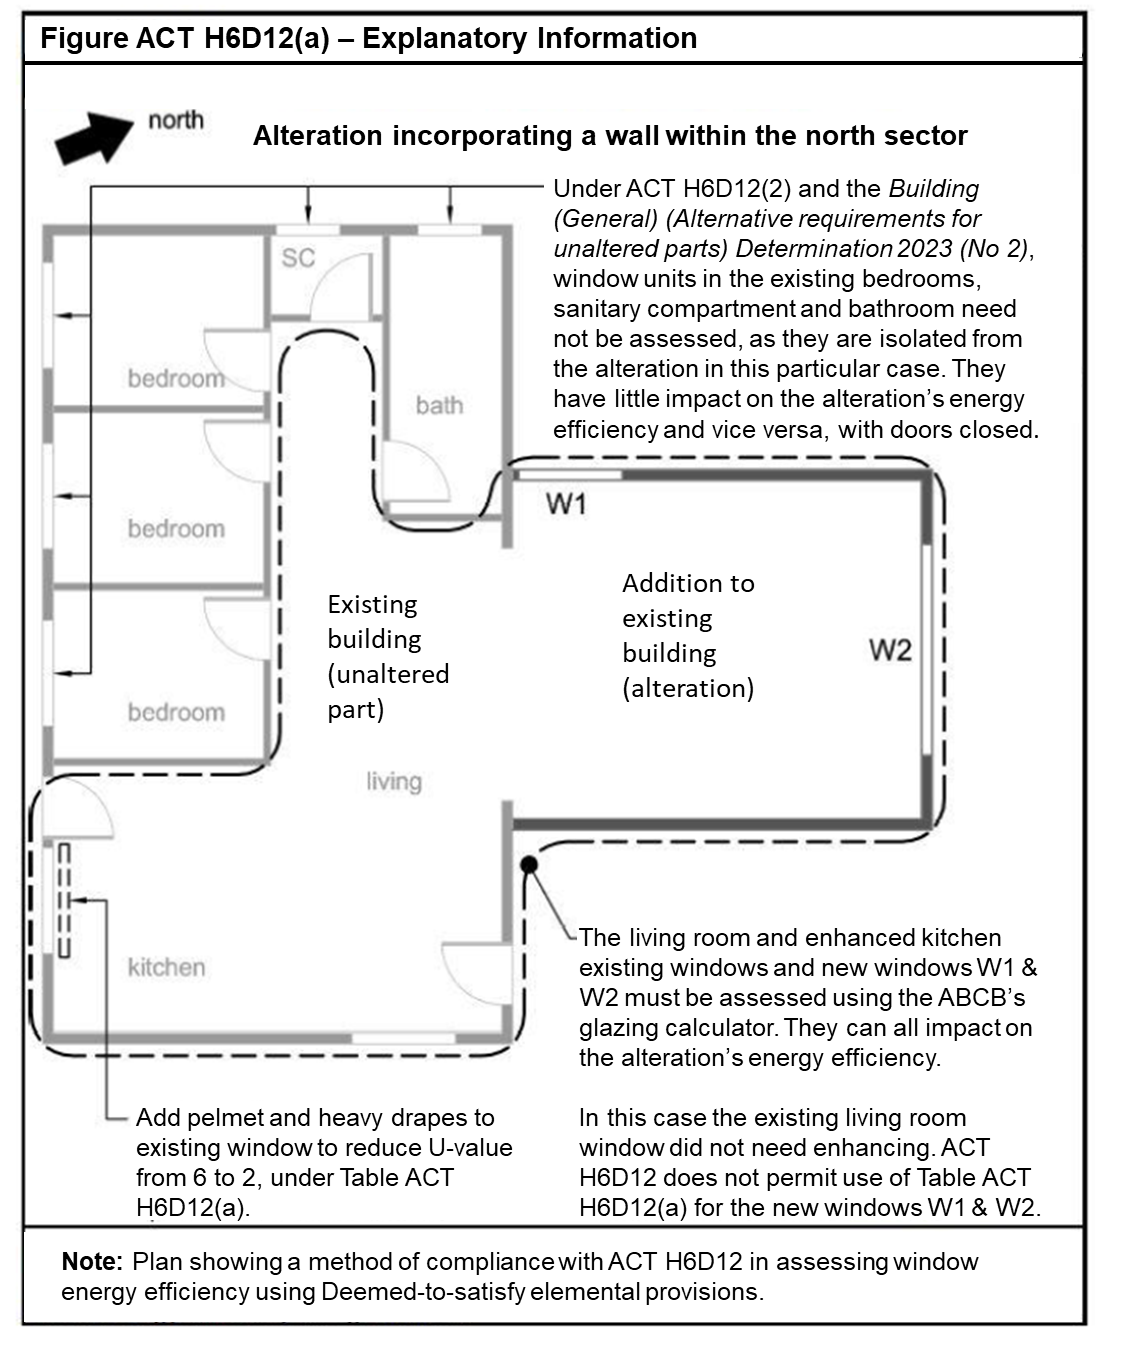 Figure ACT H6D12(a) – Explanatory Information
north
Alteration incorporating a wall within the north sector
Under ACT H6D12(2) and the Building
(General) (Alternative requirements for
unaltered parts) Determination 2023 (No 2),
window units in the existing bedrooms,
sanitary compartment and bathroom need
not be assessed, as they are isolated from
the alteration in this particular case. They
have little impact on the alteration’s energy
efficiency and vice versa, with doors closed.
SC
bedroom
bath
W1
bedroom
Addition to
existing
building
(alteration)
Existing
building
(unaltered
part)
W2
bedroom
living
kitchen
The living room and enhanced kitchen
existing windows and new windows W1 &
W2 must be assessed using the ABCB’s
glazing calculator. They can all impact on
the alteration’s energy efficiency.
Add pelmet and heavy drapes to
existing window to reduce U-value
from 6 to 2, under Table ACT
H6D12(a).
In this case the existing living room
window did not need enhancing. ACT
H6D12 does not permit use of Table ACT
H6D12(a) for the new windows W1 & W2.
Note: Plan showing a method of compliance with ACT H6D12 in assessing window
energy efficiency using Deemed-to-satisfy elemental provisions.